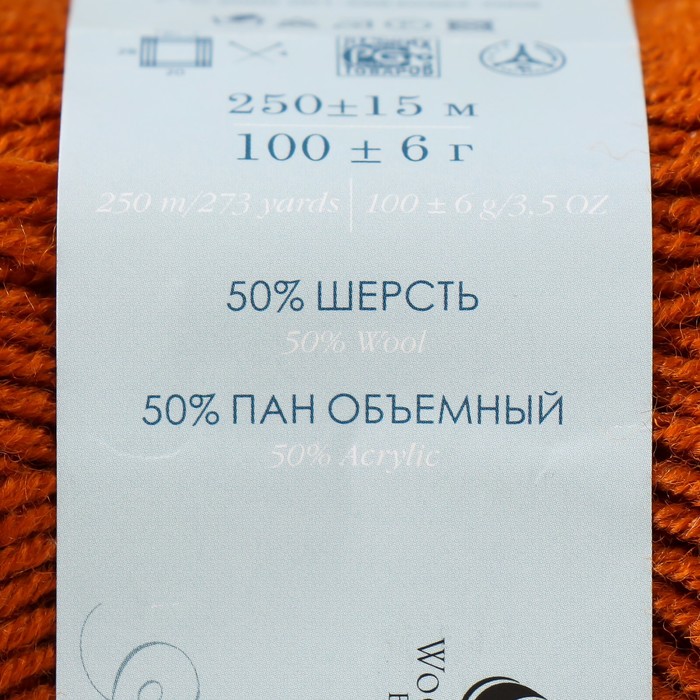 250±15 м
100 ± 6 г
250 m/273 yards | 100 ± 6 g/3,5 OZ
50% ШЕРСТЬ
50% Wool
50% ПАН ОБЪЕМНЫЙ
50% Acrylic